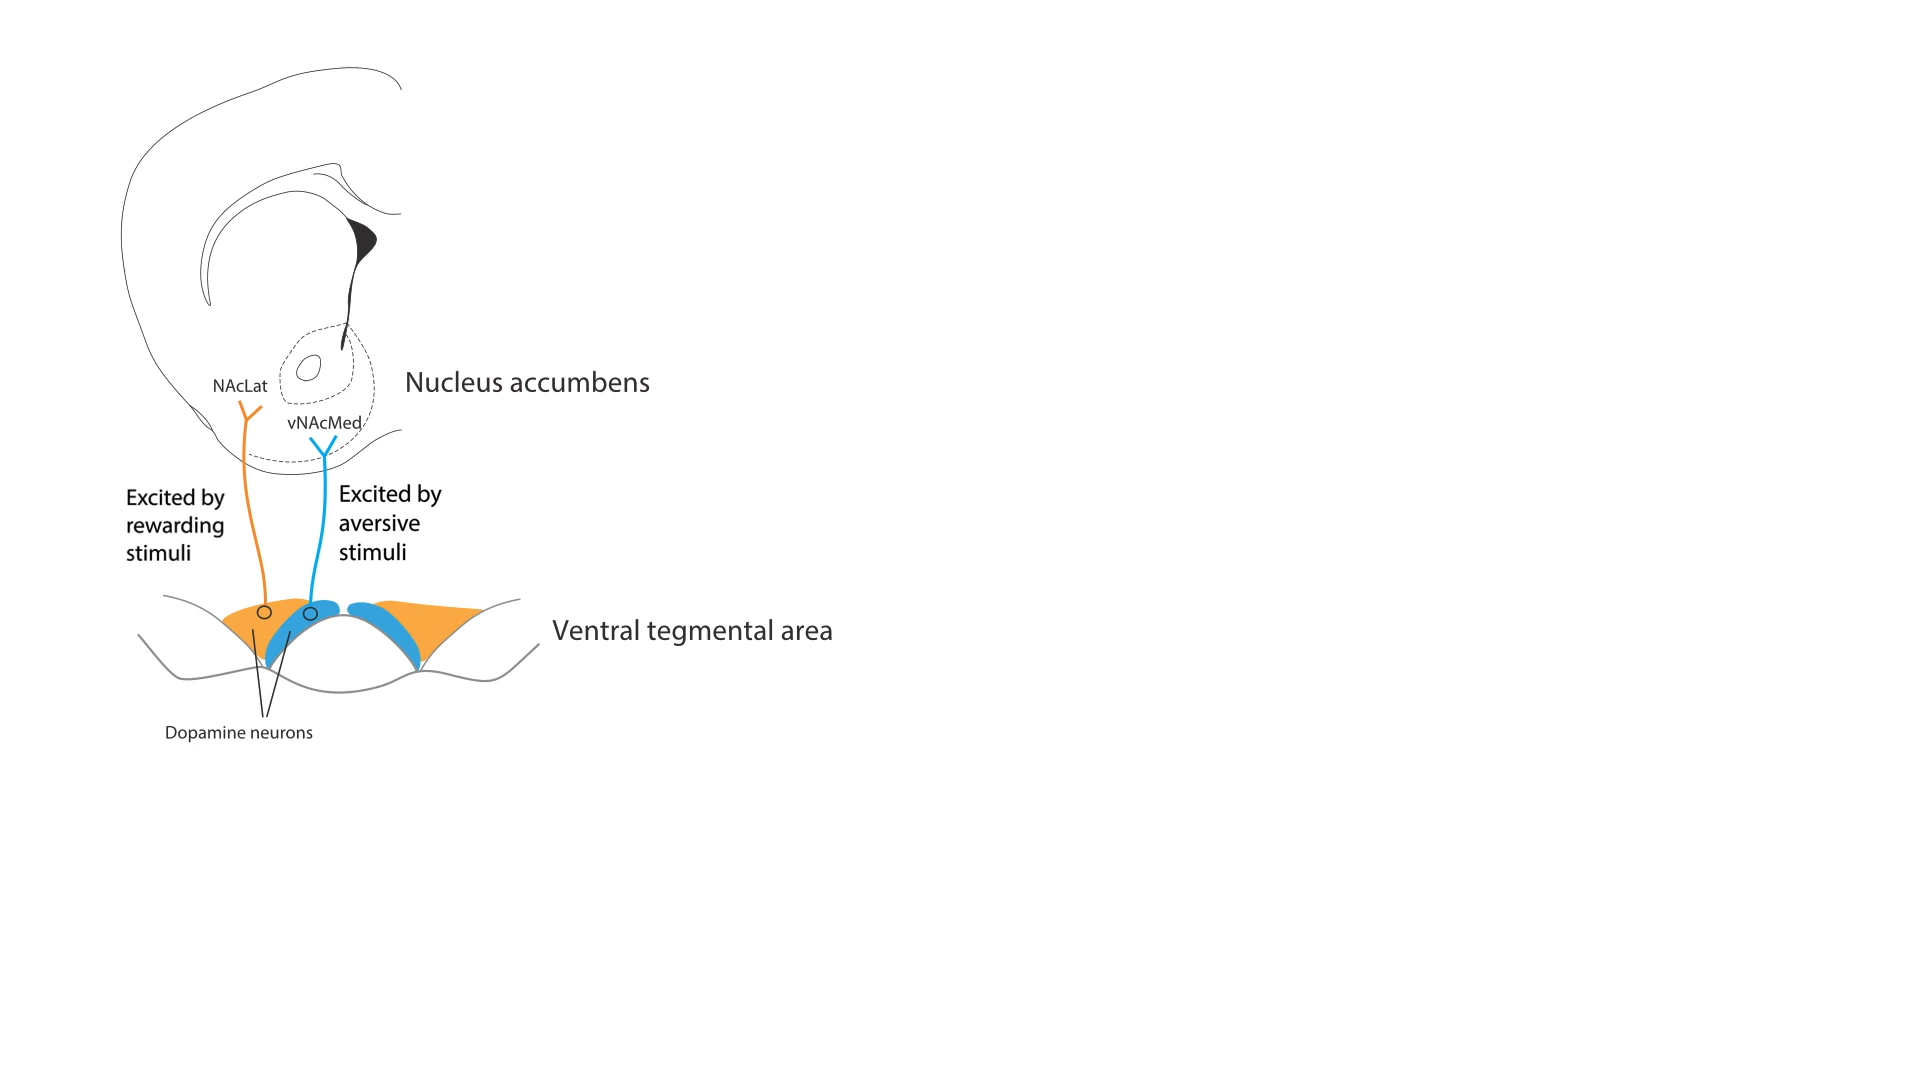 NAcLat
Nucleus accumbens
vNAcMed
Excited by
rewarding
stimuli
Excited by
aversive
stimuli
Ventral tegmental area
Dopamine neurons